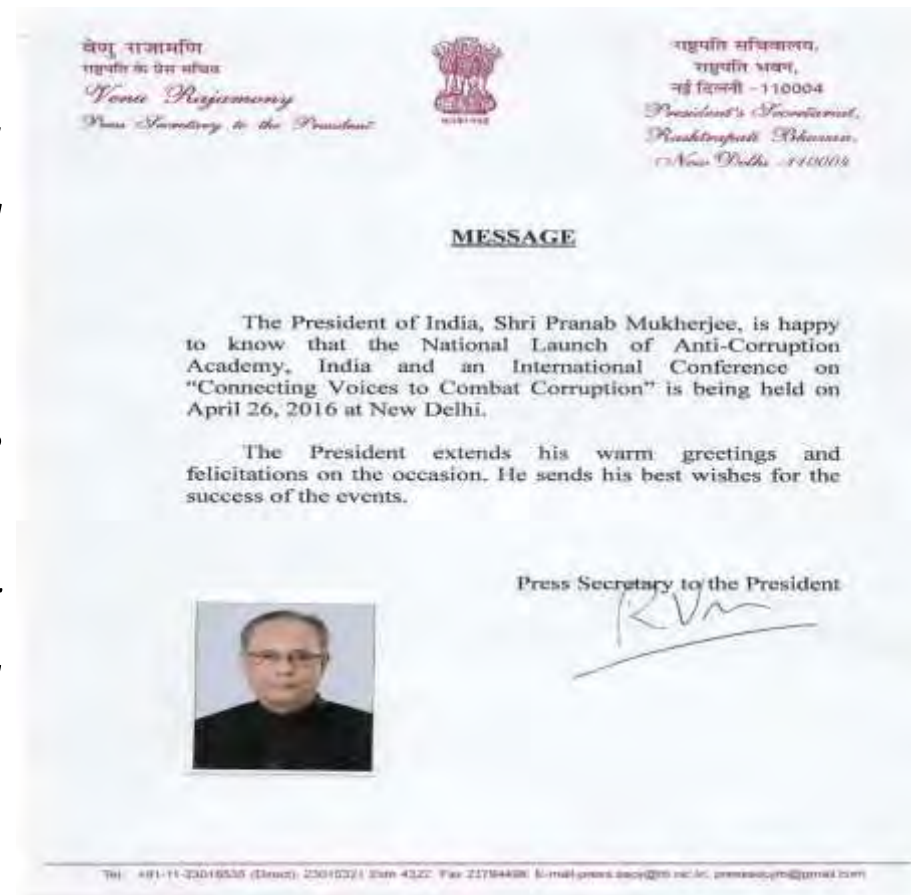 वेणु राजामणि
राष्ट्रपति के प्रेस सचिव
Venu Rajamony
Press Secretary to the President
राष्ट्रपति सचिवालय,
राष्ट्रपति भवन,
नई दिल्ली - 110004
President's Secretariat,
Rashtrapati Bhavan,
New Delhi -110004
MESSAGE
The President of India, Shri Pranab Mukherjee, is happy
to know that the National Launch of Anti-Corruption
Academy, India and an International Conference on
“Connecting Voices to Combat Corruption” is being held on
April 26, 2016 at New Delhi.
The President extends his warm greetings and
felicitations on the occasion. He sends his best wishes for the
success of the events.
Press Secretary to the President